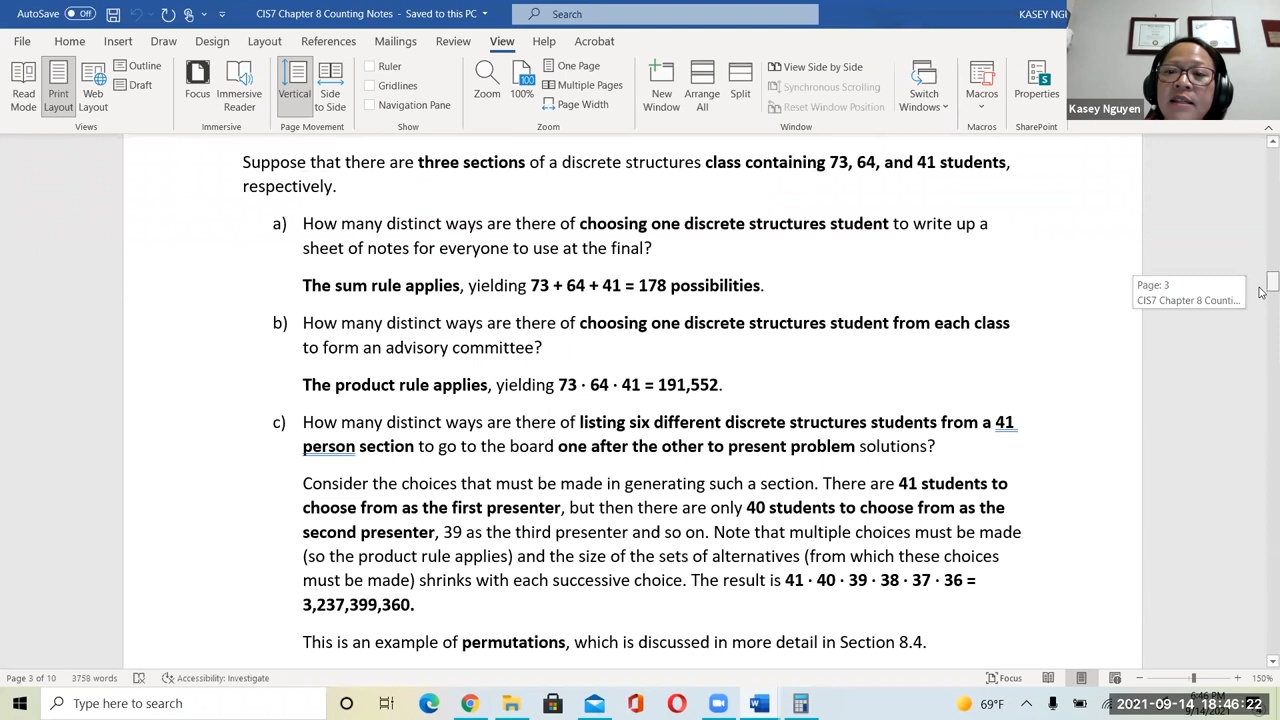 CIS7 Chapter 8 Counting • Saved to this PC
Search
KASEY NGU
File Home Insert Draw Design Layout References Mailings Review View Help Acrobat
Read Mode
Print Layout
Web Layout
Outline
Draft
Views
Focus
Immersive Reader
Immersive
Vertical
Side to Side
Page Movement
Ruler
Gridlines
Navigation Pane
Show
Zoom
100
100%
One Page
Multiple Pages
Page Width
Zoom
New Window
Arrange All
Split
View Side by Side
Synchronous Scrolling
Reset Window Position
Window
Switch Windows
Macros
Macros
Properties
SharePoint
Kasey Nguyen
Suppose that there are three sections of a discrete structures class containing 73, 64, and 41 students,
respectively.
a) How many distinct ways are there of choosing one discrete structures student to write up a
sheet of notes for everyone to use at the final?
The sum rule applies, yielding 73 + 64 + 41 = 178 possibilities.
Page: 3
CIS7 Chapter 8 Counti...
b) How many distinct ways are there of choosing one discrete structures student from each class
to form an advisory committee?
The product rule applies, yielding 73 · 64 · 41 = 191,552.
c) How many distinct ways are there of listing six different discrete structures students from a 41
person section to go to the board one after the other to present problem solutions?
Consider the choices that must be made in generating such a section. There are 41 students to
choose from as the first presenter, but then there are only 40 students to choose from as the
second presenter, 39 as the third presenter and so on. Note that multiple choices must be made
(so the product rule applies) and the size of the sets of alternatives (from which these choices
must be made) shrinks with each successive choice. The result is 41 · 40 · 39 · 38 · 37 · 36 =
3,237,399,360.
This is an example of permutations, which is discussed in more detail in Section 8.4.
Page 3 of 10 3758 words Accessibility: Investigate Focus 150%
Type here to search
69°F
6:46 PM
2021-09-14 18:46:22
9/14/2021